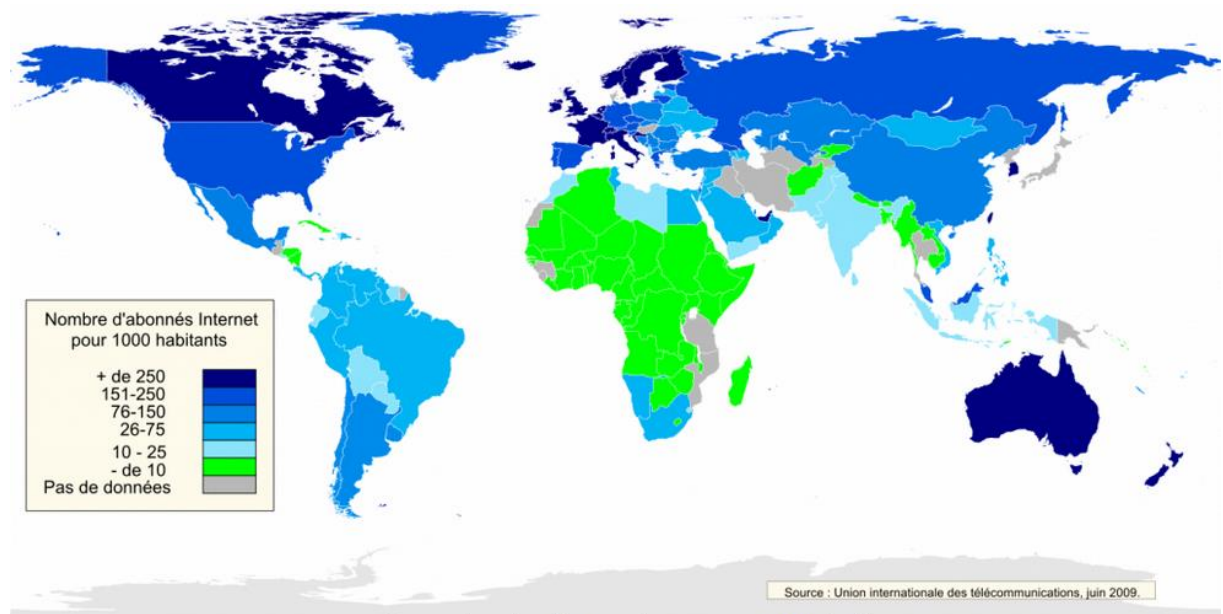 Nombre d'abonnés Internet
pour 1000 habitants
+ de 250
151-250
76-150
26-75
10 - 25
- de 10
Pas de données
Source : Union internationale des télécommunications, juin 2009.